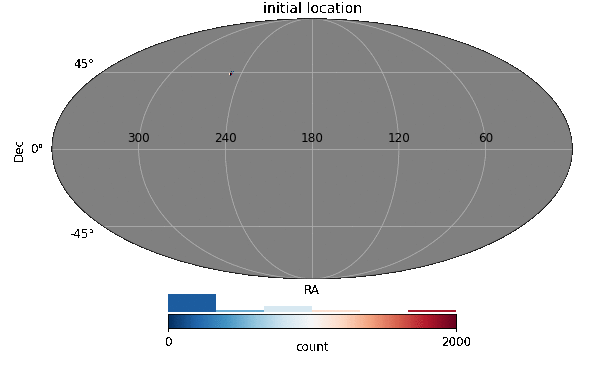 initial location
45°
300 240 180 120 60
Dec
0°
-45°
RA
0 2000
count